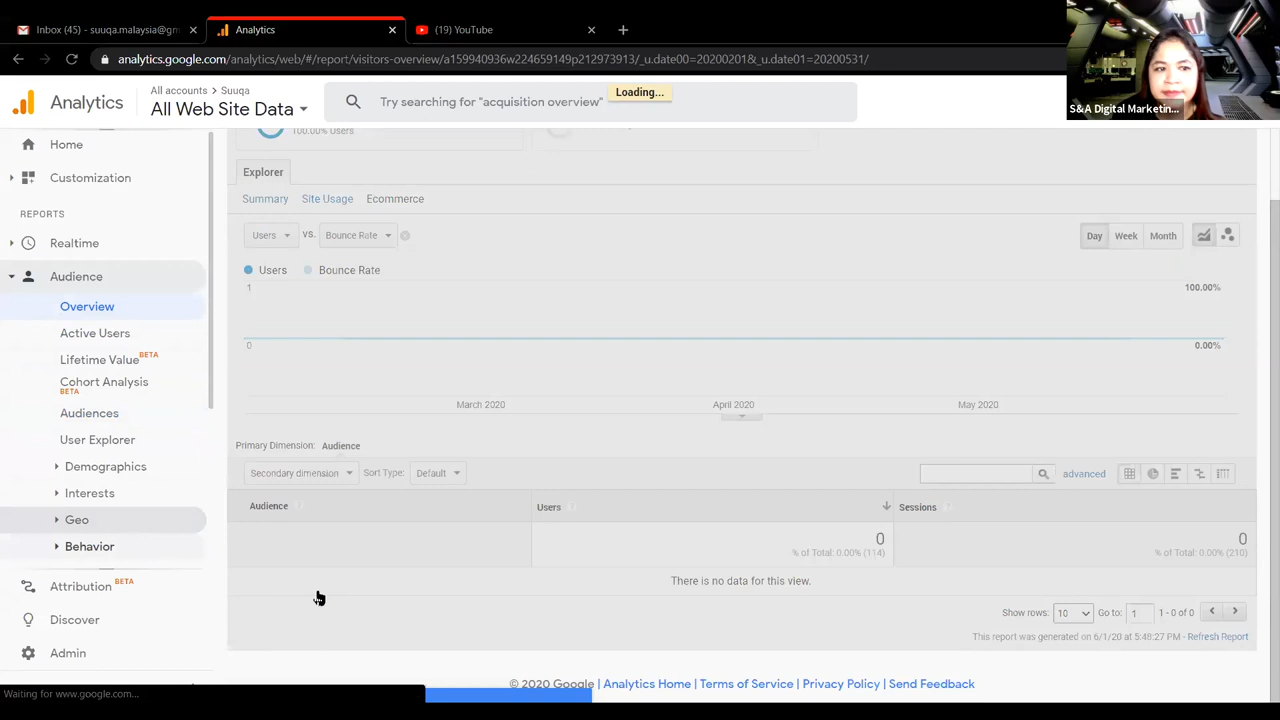 Inbox (45) - suuqa.malaysia@gm
Analytics
(19) YouTube
analytics.google.com/analytics/web/#/report/visitors-overview/a159940936w224659149p212973913/_u.date00=20200201&_u.date01=20200531/
S&A Digital Marketin...
Analytics
All accounts > Suuqa
All Web Site Data
Try searching for "acquisition overview"
Loading...
100.00% Users
Home
Customization
REPORTS
Realtime
Audience
Overview
Active Users
Lifetime Value BETA
Cohort Analysis
BETA
Audiences
User Explorer
Demographics
Interests
Geo
Behavior
Attribution BETA
Discover
Admin
Explorer
Summary Site Usage Ecommerce
Users vs. Bounce Rate
Day Week Month
Users Bounce Rate
1 100.00%
0 0.00%
March 2020 April 2020 May 2020
Primary Dimension: Audience
Secondary dimension Sort Type: Default
advanced
Audience Users Sessions
0 0
% of Total: 0.00% (114) % of Total: 0.00% (210)
There is no data for this view.
Show rows: 10 Go to: 1 1 - 0 of 0
This report was generated on 6/1/20 at 5:48:27 PM - Refresh Report
© 2020 Google | Analytics Home | Terms of Service | Privacy Policy | Send Feedback
Waiting for www.google.com...